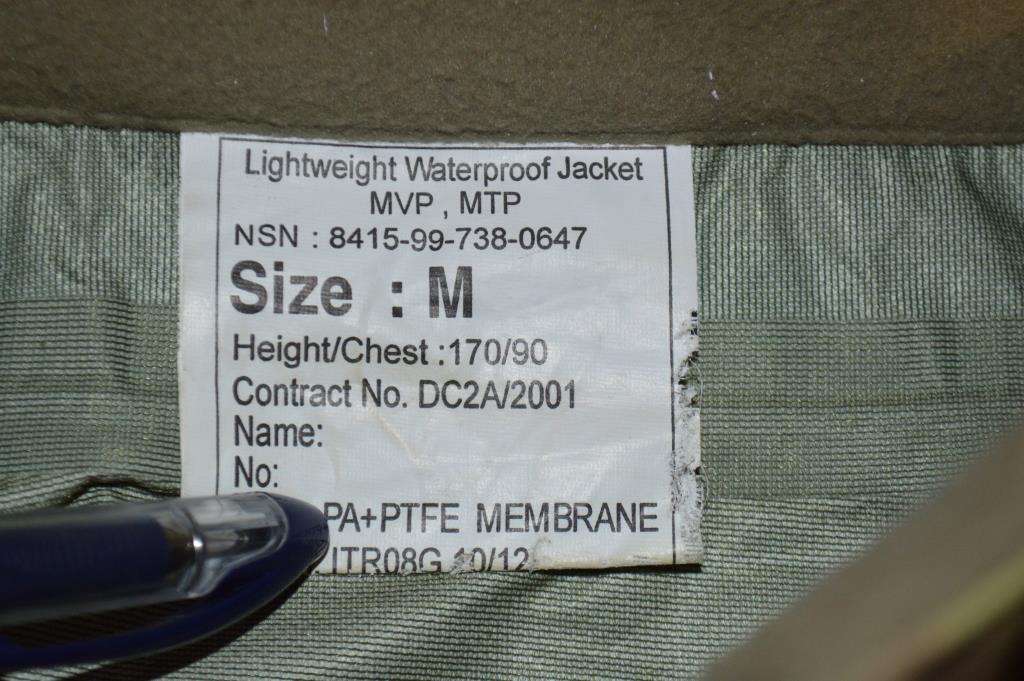 Lightweight Waterproof Jacket
MVP , MTP
NSN : 8415-99-738-0647
Size : M
Height/Chest :170/90
Contract No. DC2A/2001
Name:
No:
PA+PTFE MEMBRANE
ITR08G 10/12